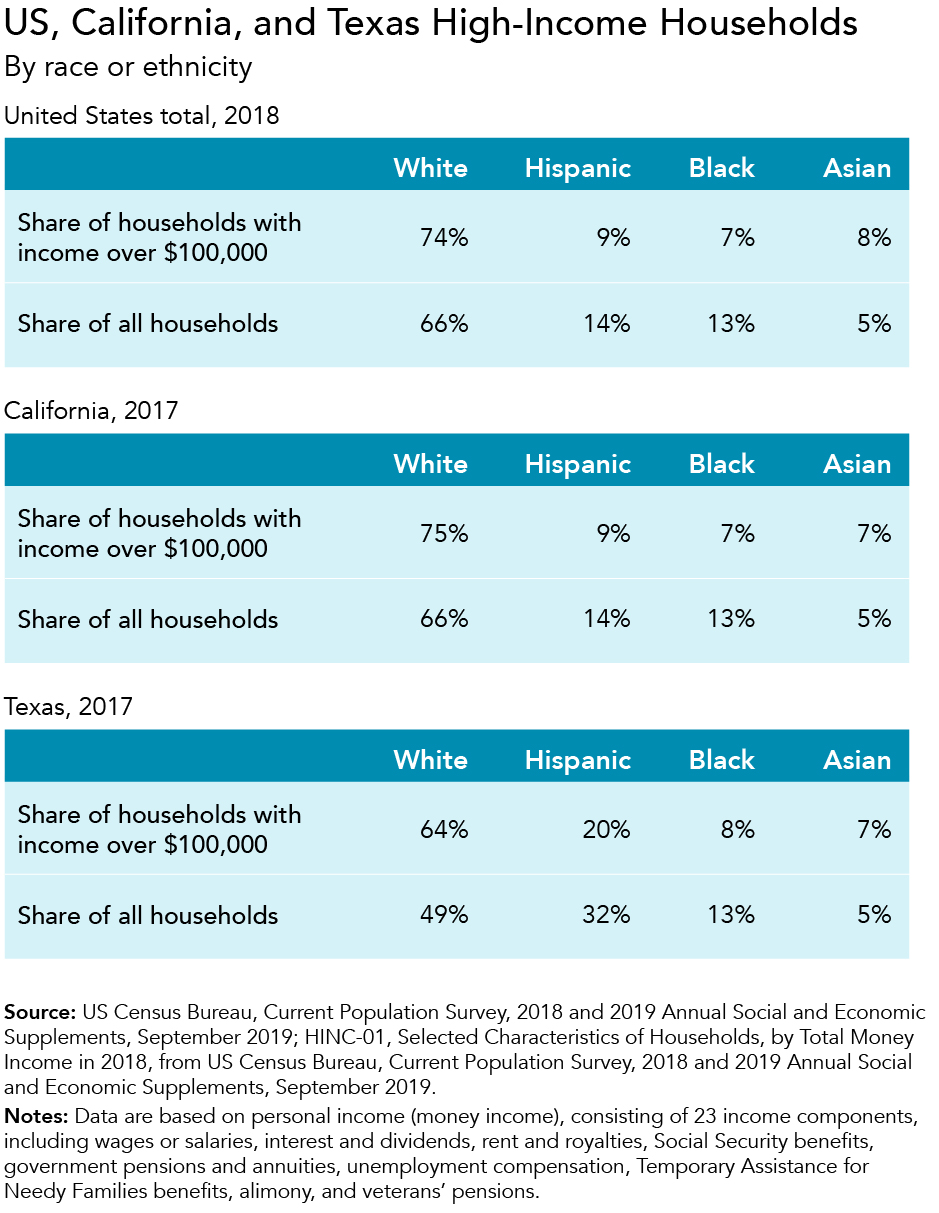 US, California, and Texas High-Income Households
By race or ethnicity
United States total, 2018
White Hispanic Black Asian
Share of households with
income over $100,000 74% 9% 7% 8%
Share of all households 66% 14% 13% 5%
California, 2017
White Hispanic Black Asian
Share of households with
income over $100,000 75% 9% 7% 7%
Share of all households 66% 14% 13% 5%
Texas, 2017
White Hispanic Black Asian
Share of households with
income over $100,000 64% 20% 8% 7%
Share of all households 49% 32% 13% 5%
Source: US Census Bureau, Current Population Survey, 2018 and 2019 Annual Social and Economic
Supplements, September 2019; HINC-01, Selected Characteristics of Households, by Total Money
Income in 2018, from US Census Bureau, Current Population Survey, 2018 and 2019 Annual Social
and Economic Supplements, September 2019.
Notes: Data are based on personal income (money income), consisting of 23 income components,
including wages or salaries, interest and dividends, rent and royalties, Social Security benefits,
government pensions and annuities, unemployment compensation, Temporary Assistance for
Needy Families benefits, alimony, and veterans’ pensions.